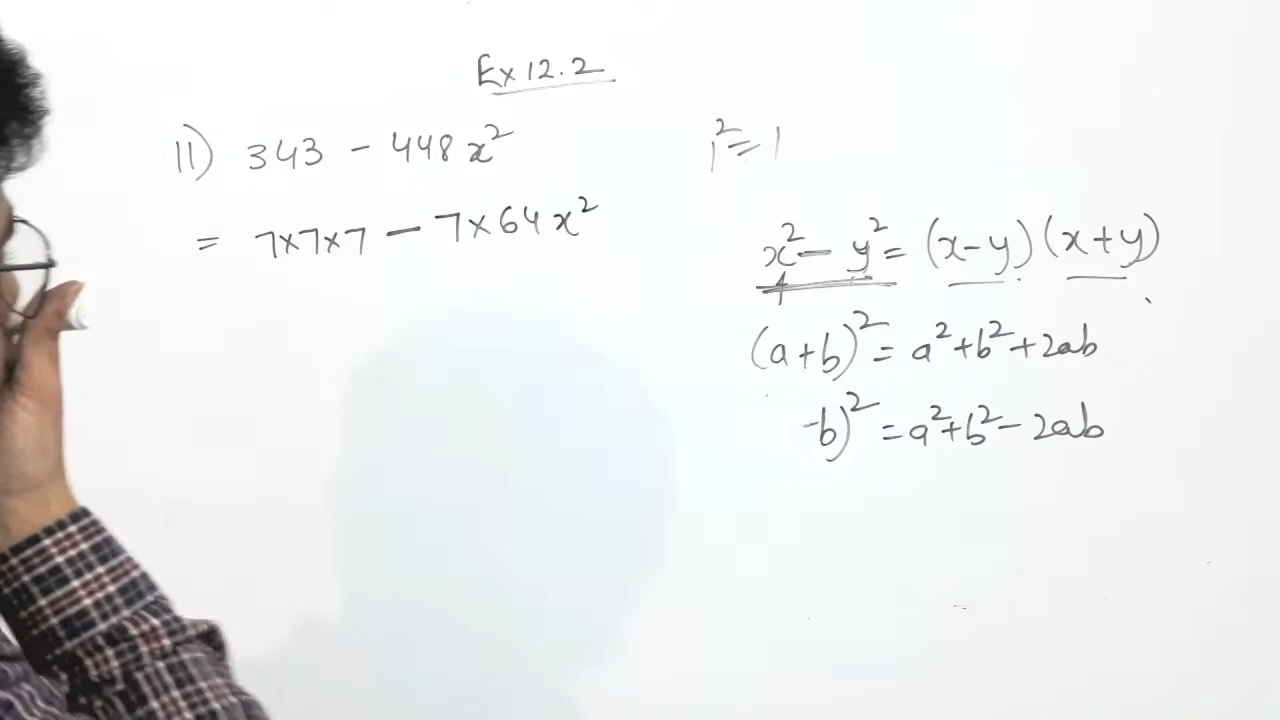 Ex 12.2
11) 343 - 448x²
= 7×7×7 - 7×64x²
1² = 1
x² - y² = (x-y)(x+y)
(a+b)² = a²+b²+2ab
-b)² = a²+b²-2ab